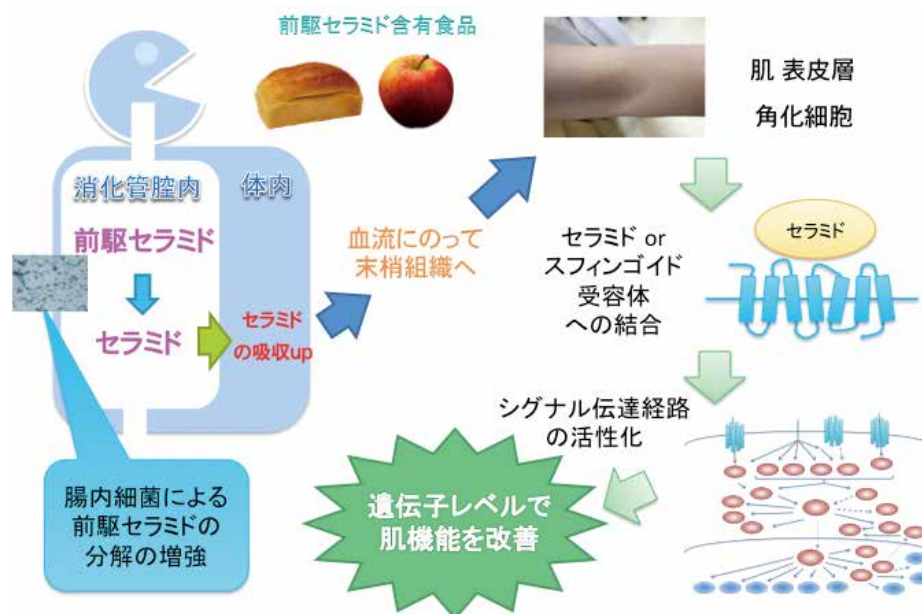 前駆セラミド含有食品
肌 表皮層
角化細胞
消化管腔内
体内
前駆セラミド
セラミド
セラミド
の吸収up
血流にのって
末梢組織へ
セラミド or
スフィンゴイド
受容体
への結合
セラミド
シグナル伝達経路
の活性化
腸内細菌による
前駆セラミドの
分解の増強
遺伝子レベルで
肌機能を改善